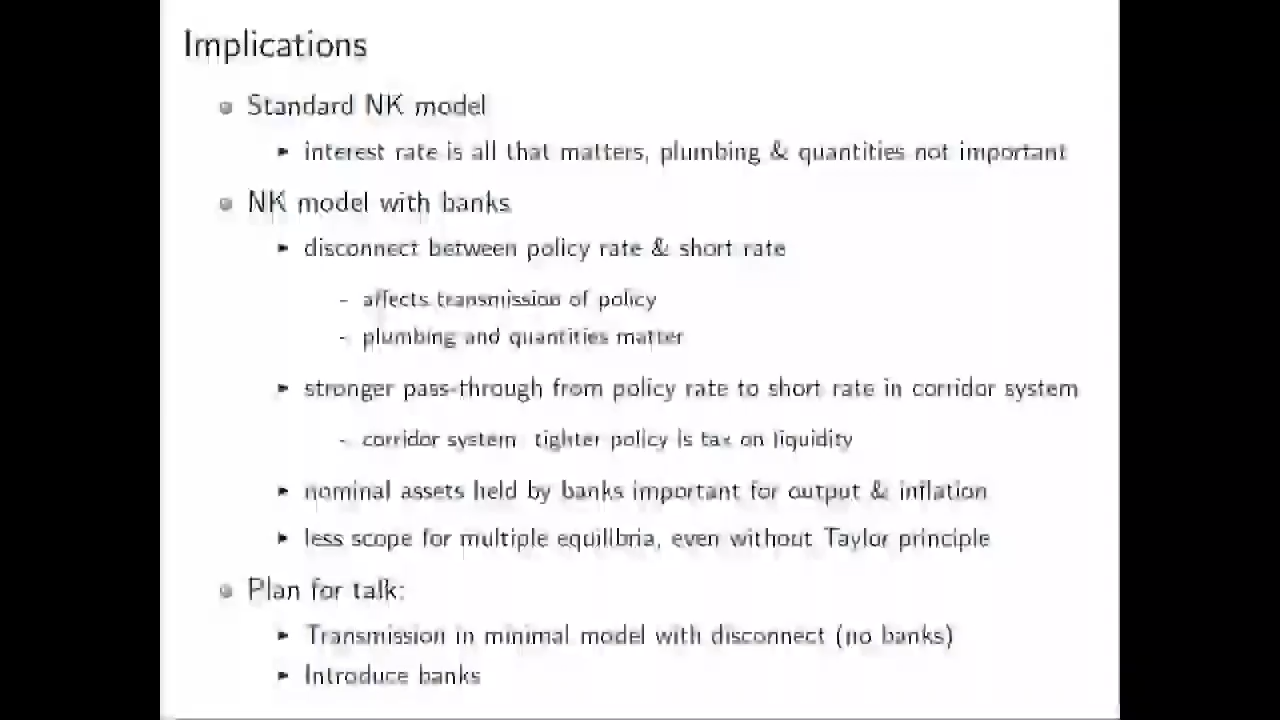 Implications
Standard NK model
interest rate is all that matters, plumbing & quantities not important
NK model with banks
disconnect between policy rate & short rate
- affects transmission of policy
- plumbing and quantities matter
stronger pass-through from policy rate to short rate in corridor system
- corridor system tighter policy is tax on liquidity
nominal assets held by banks important for output & inflation
less scope for multiple equilibria, even without Taylor principle
Plan for talk:
Transmission in minimal model with disconnect (no banks)
Introduce banks